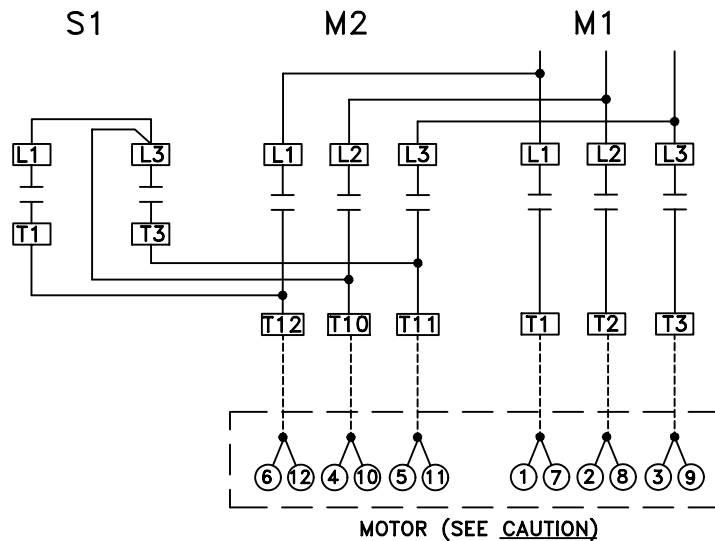 S1 M2 M1
L1 L3 L1 L2 L3 L1 L2 L3
T1 T3
T12 T10 T11 T1 T2 T3
6 12 4 10 5 11 1 7 2 8 3 9
MOTOR (SEE CAUTION)